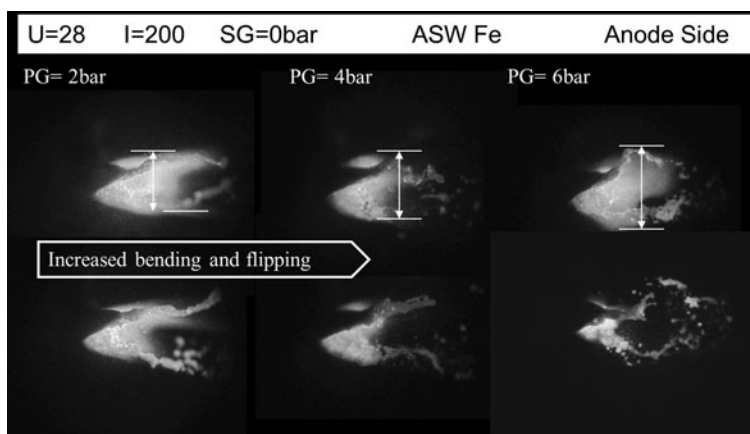 U=28 I=200 SG=0bar ASW Fe Anode Side
PG= 2bar PG= 4bar PG= 6bar
Increased bending and flipping